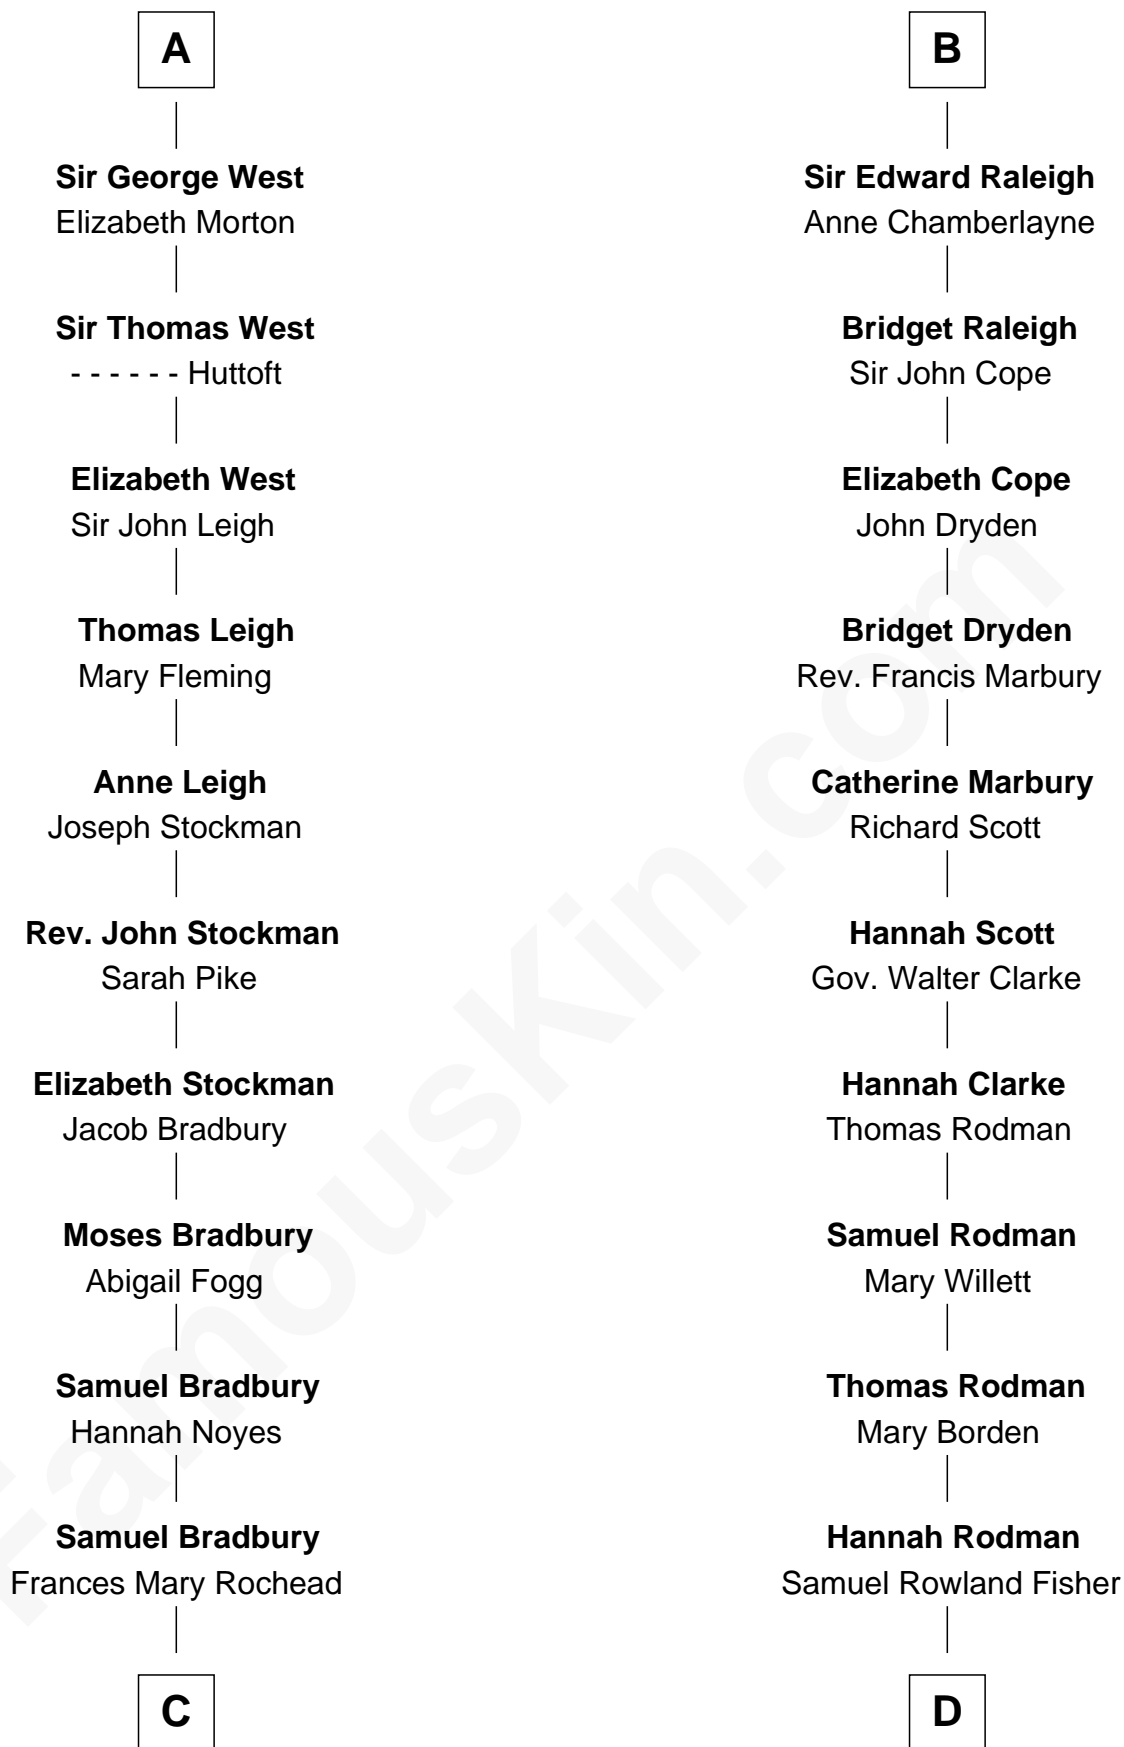 A
Sir George West
Elizabeth Morton
Sir Thomas West
- - - - - - Huttoft
Elizabeth West
Sir John Leigh
Thomas Leigh
Mary Fleming
Anne Leigh
Joseph Stockman
Rev. John Stockman
Sarah Pike
Elizabeth Stockman
Jacob Bradbury
Moses Bradbury
Abigail Fogg
Samuel Bradbury
Hannah Noyes
Samuel Bradbury
Frances Mary Rochead
C
B
Sir Edward Raleigh
Anne Chamberlayne
Bridget Raleigh
Sir John Cope
Elizabeth Cope
John Dryden
Bridget Dryden
Rev. Francis Marbury
Catherine Marbury
Richard Scott
Hannah Scott
Gov. Walter Clarke
Hannah Clarke
Thomas Rodman
Samuel Rodman
Mary Willett
Thomas Rodman
Mary Borden
Hannah Rodman
Samuel Rowland Fisher
D
FamousKin.com